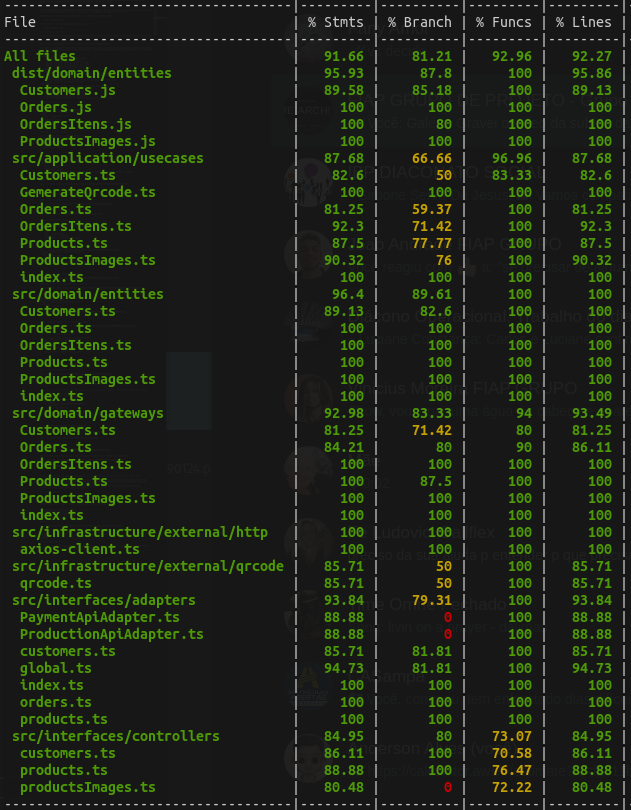 File | % Stmts | % Branch | % Funcs | % Lines |
All files | 91.66 | 81.21 | 92.96 | 92.27 |
dist/domain/entities | 95.93 | 87.8 | 100 | 95.86 |
Customers.js | 89.58 | 85.18 | 100 | 89.13 |
Orders.js | 100 | 100 | 100 | 100 |
OrdersItens.js | 100 | 80 | 100 | 100 |
ProductsImages.js | 100 | 100 | 100 | 100 |
src/application/usecases | 87.68 | 66.66 | 96.96 | 87.68 |
Customers.ts | 82.6 | 50 | 83.33 | 82.6 |
GemerateQrcode.ts | 100 | 100 | 100 | 100 |
Orders.ts | 81.25 | 59.37 | 100 | 81.25 |
OrdersItens.ts | 92.3 | 71.42 | 100 | 92.3 |
Products.ts | 87.5 | 77.77 | 100 | 87.5 |
ProductsImages.ts | 90.32 | 76 | 100 | 90.32 |
index.ts | 100 | 100 | 100 | 100 |
src/domain/entities | 96.4 | 89.61 | 100 | 100 |
Customers.ts | 89.13 | 82.6 | 100 | 100 |
Orders.ts | 100 | 100 | 100 | 100 |
OrdersItens.ts | 100 | 100 | 100 | 100 |
Products.ts | 100 | 100 | 100 | 100 |
ProductsImages.ts | 100 | 100 | 100 | 100 |
index.ts | 100 | 100 | 100 | 100 |
src/domain/gateways | 92.98 | 83.33 | 94 | 93.49 |
Customers.ts | 81.25 | 71.42 | 80 | 81.25 |
Orders.ts | 84.21 | 80 | 90 | 86.11 |
OrdersItens.ts | 100 | 100 | 100 | 100 |
Products.ts | 100 | 87.5 | 100 | 100 |
ProductsImages.ts | 100 | 100 | 100 | 100 |
index.ts | 100 | 100 | 100 | 100 |
src/infrastructure/external/http | 100 | 100 | 100 | 100 |
axios-client.ts | 100 | 100 | 100 | 100 |
src/infrastructure/external/qrcode | 85.71 | 50 | 100 | 85.71 |
qrcode.ts | 85.71 | 50 | 100 | 85.71 |
src/interfaces/adapters | 93.84 | 79.31 | 100 | 93.84 |
PaymentApiAdapter.ts | 88.88 | 0 | 100 | 88.88 |
ProductionApiAdapter.ts | 88.88 | 0 | 100 | 88.88 |
customers.ts | 85.71 | 81.81 | 100 | 85.71 |
global.ts | 94.73 | 81.81 | 100 | 94.73 |
index.ts | 100 | 100 | 100 | 100 |
orders.ts | 100 | 100 | 100 | 100 |
products.ts | 100 | 100 | 100 | 100 |
src/interfaces/controllers | 84.95 | 80 | 73.07 | 84.95 |
customers.ts | 86.11 | 100 | 70.58 | 86.11 |
products.ts | 88.88 | 100 | 76.47 | 88.88 |
productsImages.ts | 80.48 | 0 | 72.22 | 80.48 |